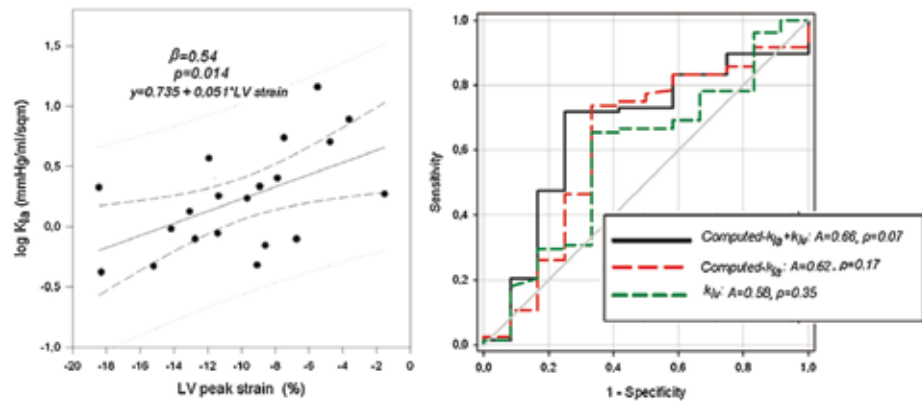 β=0.54
p=0.014
y=0.735 + 0.051*LV strain
log Kla (mmHg/ml/sqm)
1,5
1,0
0,5
0,0
-0,5
-1,0
-20 -18 -16 -14 -12 -10 -8 -6 -4 -2 0
LV peak strain (%)
Sensitivity
1.0
0,8
0,6
0,4
0,2
0.0
Computed-kla+klv: A=0.66, p=0.07
Computed-kla: A=0.62 - p=0.17
klv: A=0.58, p=0.35
0.0 0.2 0.4 0.6 0.8 1.0
1 - Specificity